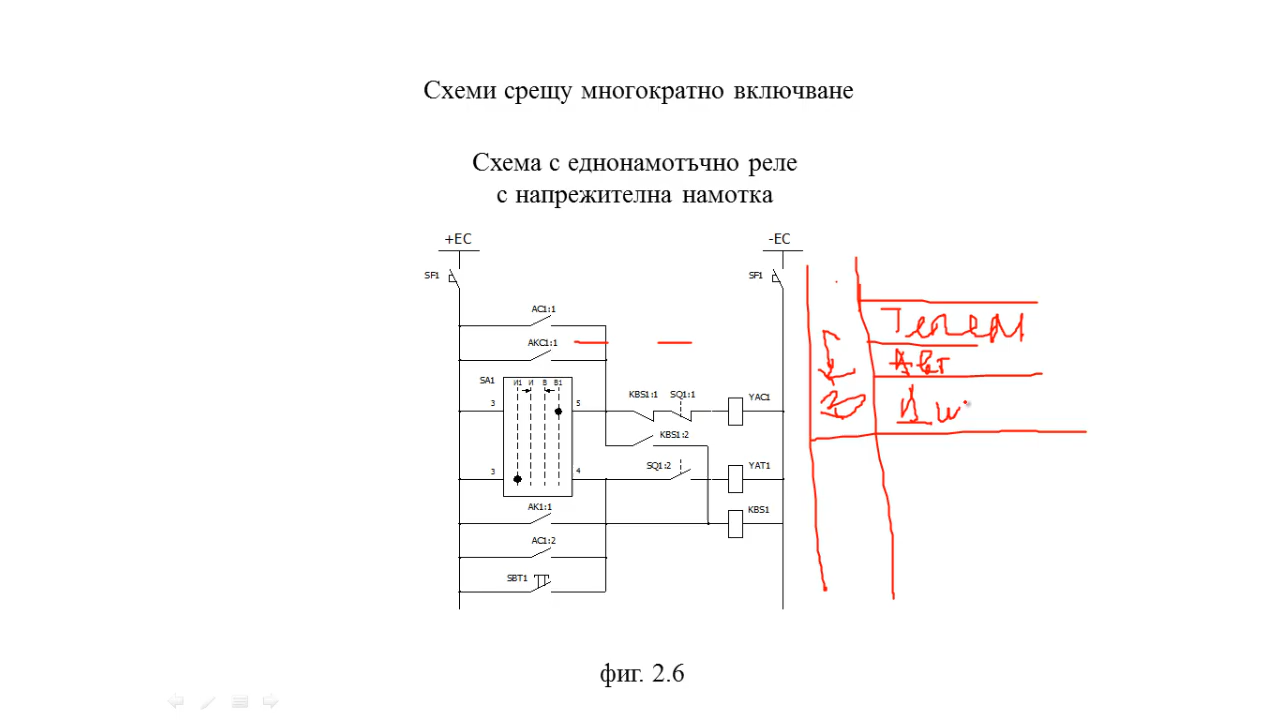 Схеми срещу многократно включване
Схема с еднонамотъчно реле
с напрежителна намотка
+EC -EC
SF1 SF1
AC1:1
AKC1:1
SA1 И1 И В В1
3 5 KBS1:1 SQ1:1 YAC1
KBS1:2
3 4 SQ1:2 YAT1
AK1:1 KBS1
AC1:2
SBT1
Телем
Авт
фиг. 2.6